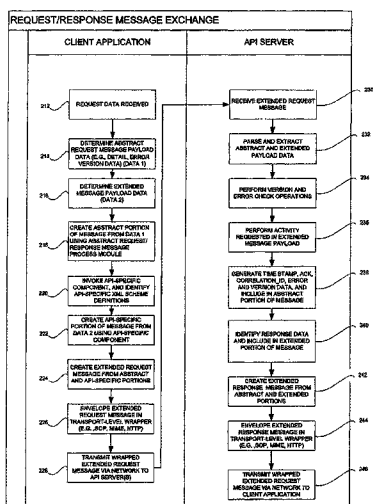 REQUEST/RESPONSE MESSAGE EXCHANGE
CLIENT APPLICATION
API SERVER
212
REQUEST DATA RECEIVED
214
DETERMINE ABSTRACT
REQUEST MESSAGE PAYLOAD
DATA (E.G., DETAIL, ERROR
VERSION DATA) (DATA 1)
216
DETERMINE EXTENDED
MESSAGE PAYLOAD DATA
(DATA 2)
218
CREATE ABSTRACT PORTION
OF MESSAGE FROM DATA 1
USING ABSTRACT REQUEST/
RESPONSE MESSAGE
PROCESS MODULE
220
INVOKE API-SPECIFIC
COMPONENT, AND IDENTIFY
API-SPECIFIC XML SCHEME
DEFINITIONS
222
CREATE API-SPECIFIC
PORTION OF MESSAGE FROM
DATA 2 USING API-SPECIFIC
COMPONENT
224
CREATE EXTENDED REQUEST
MESSAGE FROM ABSTRACT
AND API-SPECIFIC PORTIONS
226
ENVELOPE EXTENDED
REQUEST MESSAGE IN
TRANSPORT-LEVEL WRAPPER
(E.G. ,SOP, MIME, HTTP)
228
TRANSMIT WRAPPED
EXTENDED REQUEST
MESSAGE VIA NETWORK TO
API SERVER(S)
230
RECEIVE EXTENDED REQUEST
MESSAGE
232
PARSE AND EXTRACT
ABSTRACT AND EXTENDED
PAYLOAD DATA
234
PERFORM VERSION AND
ERROR CHECK OPERATIONS
236
PERFORM ACTIVITY
REQUESTED IN EXTENDED
MESSAGE PAYLOAD
238
GENERATE TIME STAMP, ACK,
CORRELATION_ID, ERROR
AND VERSION DATA, AND
INCLUDE IN ABSTRACT
PORTION OF MESSAGE
240
IDENTIFY RESPONSE DATA
AND INCLUDE IN EXTENDED
PORTION OF MESSAGE
242
CREATE EXTENDED
RESPONSE MESSAGE FROM
ABSTRACT AND EXTENDED
PORTIONS
244
ENVELOPE EXTENDED
RESPONSE MESSAGE IN
TRANSPORT-LEVEL WRAPPER
(E.G. ,SOP, MIME, HTTP)
246
TRANSMIT WRAPPED
EXTENDED REQUEST
MESSAGE VIA NETWORK TO
CLIENT APPLICATION